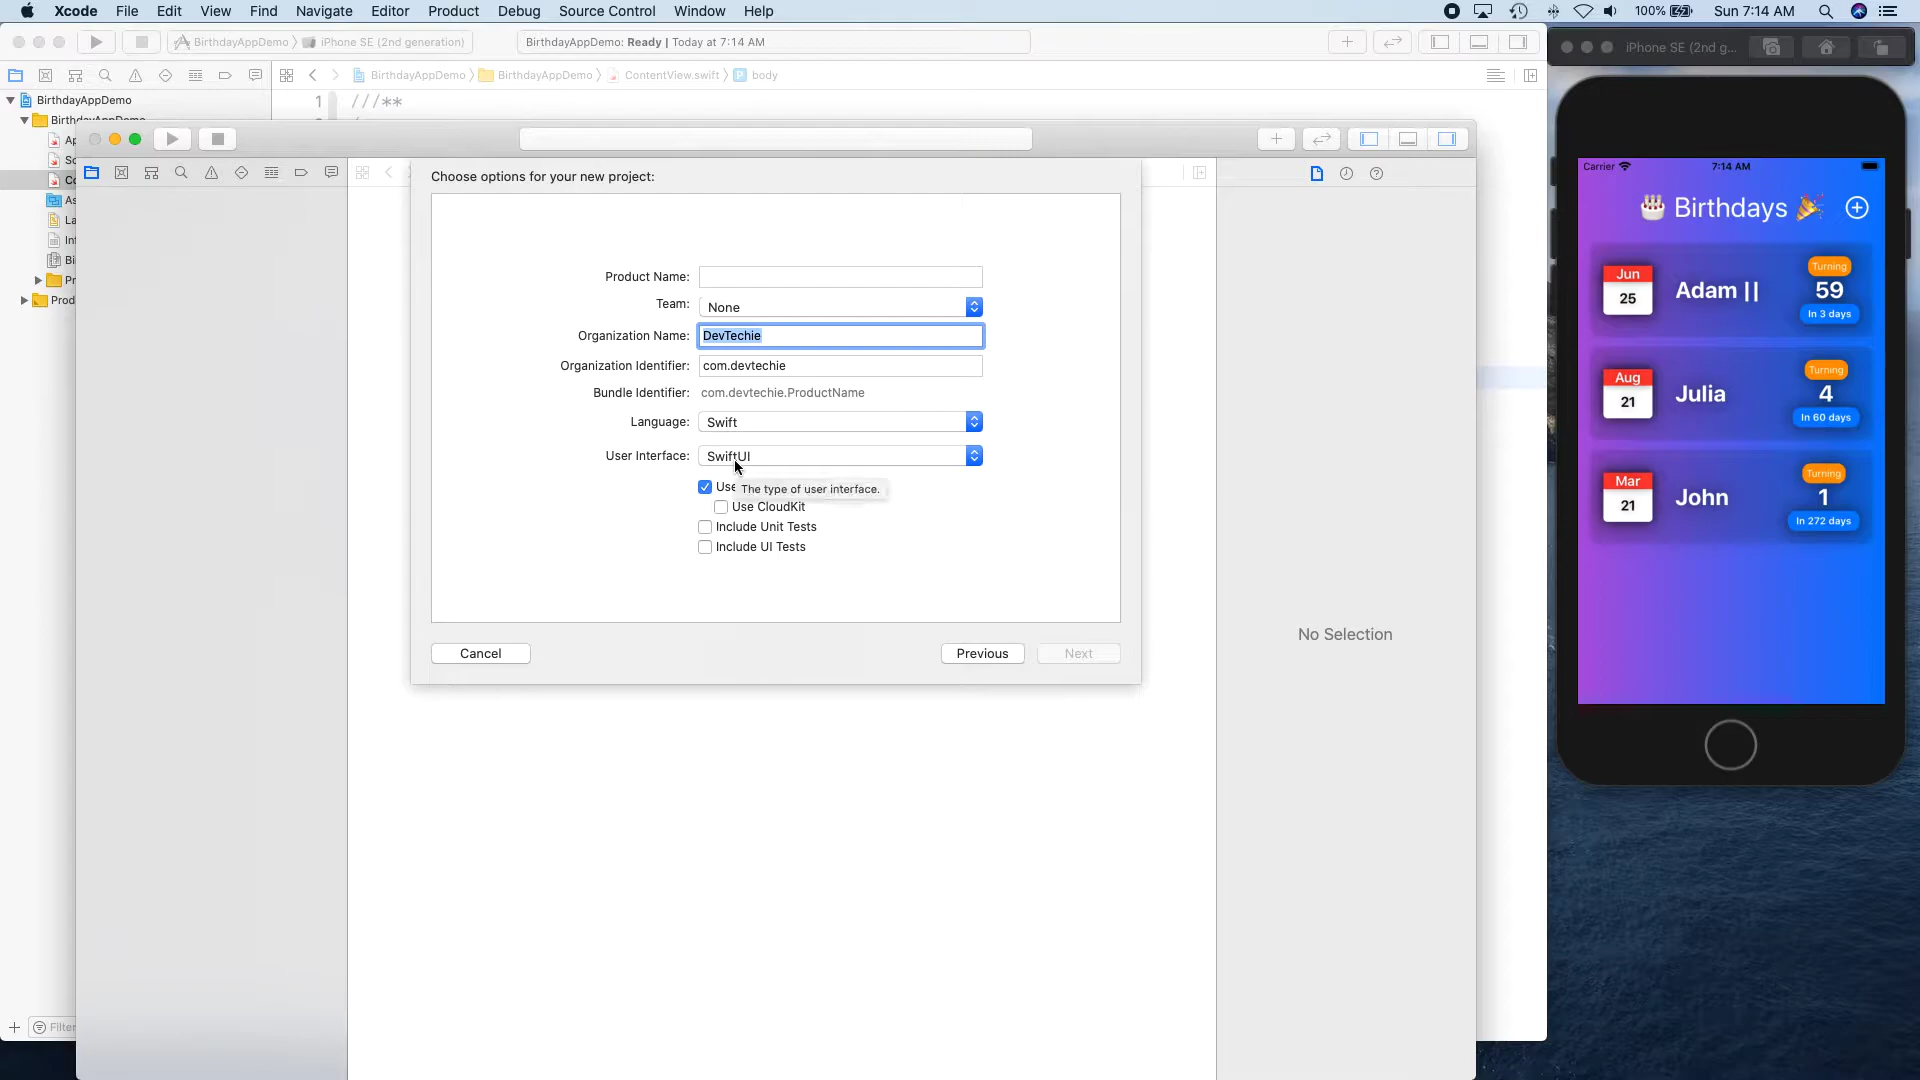 Xcode File Edit View Find Navigate Editor Product Debug Source Control Window Help 100% Sun 7:14 AM
BirthdayAppDemo iPhone SE (2nd generation) BirthdayAppDemo: Ready | Today at 7:14 AM
iPhone SE (2nd g...
BirthdayAppDemo BirthdayAppDemo ContentView.swift body
BirthdayAppDemo
1 ///**
BirthdayAppDemo
Choose options for your new project:
Product Name:
Team: None
Organization Name: DevTechie
Organization Identifier: com.devtechie
Bundle Identifier: com.devtechie.ProductName
Language: Swift
User Interface: SwiftUI
Use
The type of user interface.
Use CloudKit
Include Unit Tests
Include UI Tests
Cancel Previous Next
No Selection
Filter
Carrier 7:14 AM
Birthdays
Jun
25
Adam ||
Turning
59
In 3 days
Aug
21
Julia
Turning
4
In 60 days
Mar
21
John
Turning
1
In 272 days